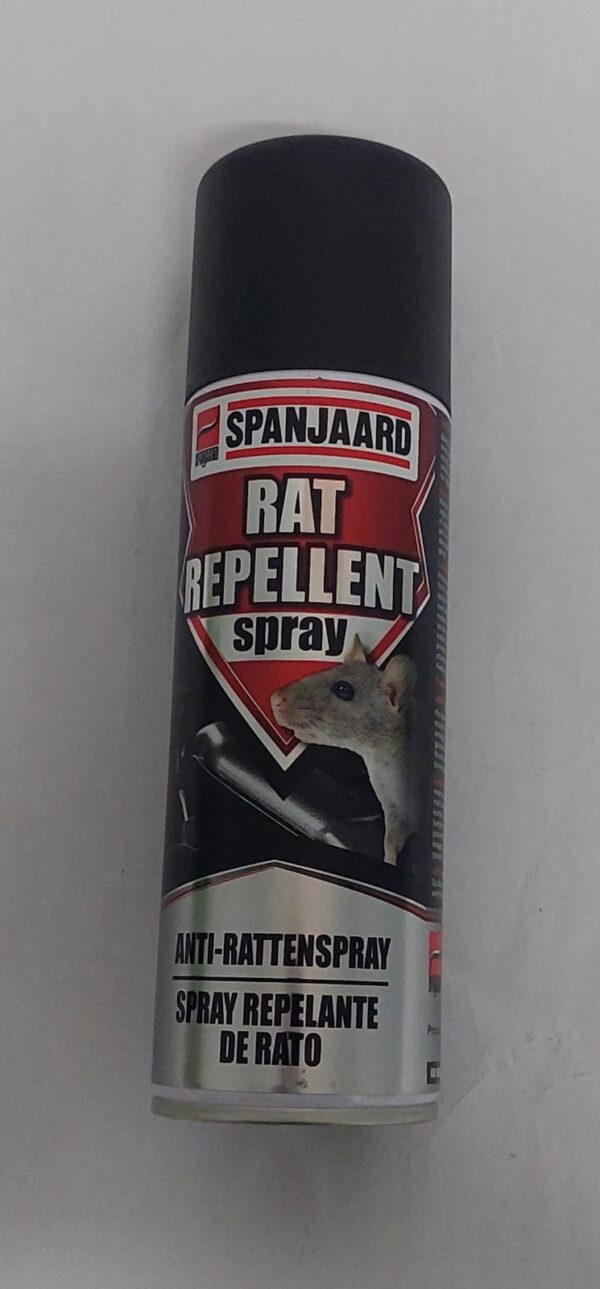 SPANJAARD
RAT
REPELLENT
spray
ANTI-RATTENSPRAY
SPRAY REPELANTE
DE RATO